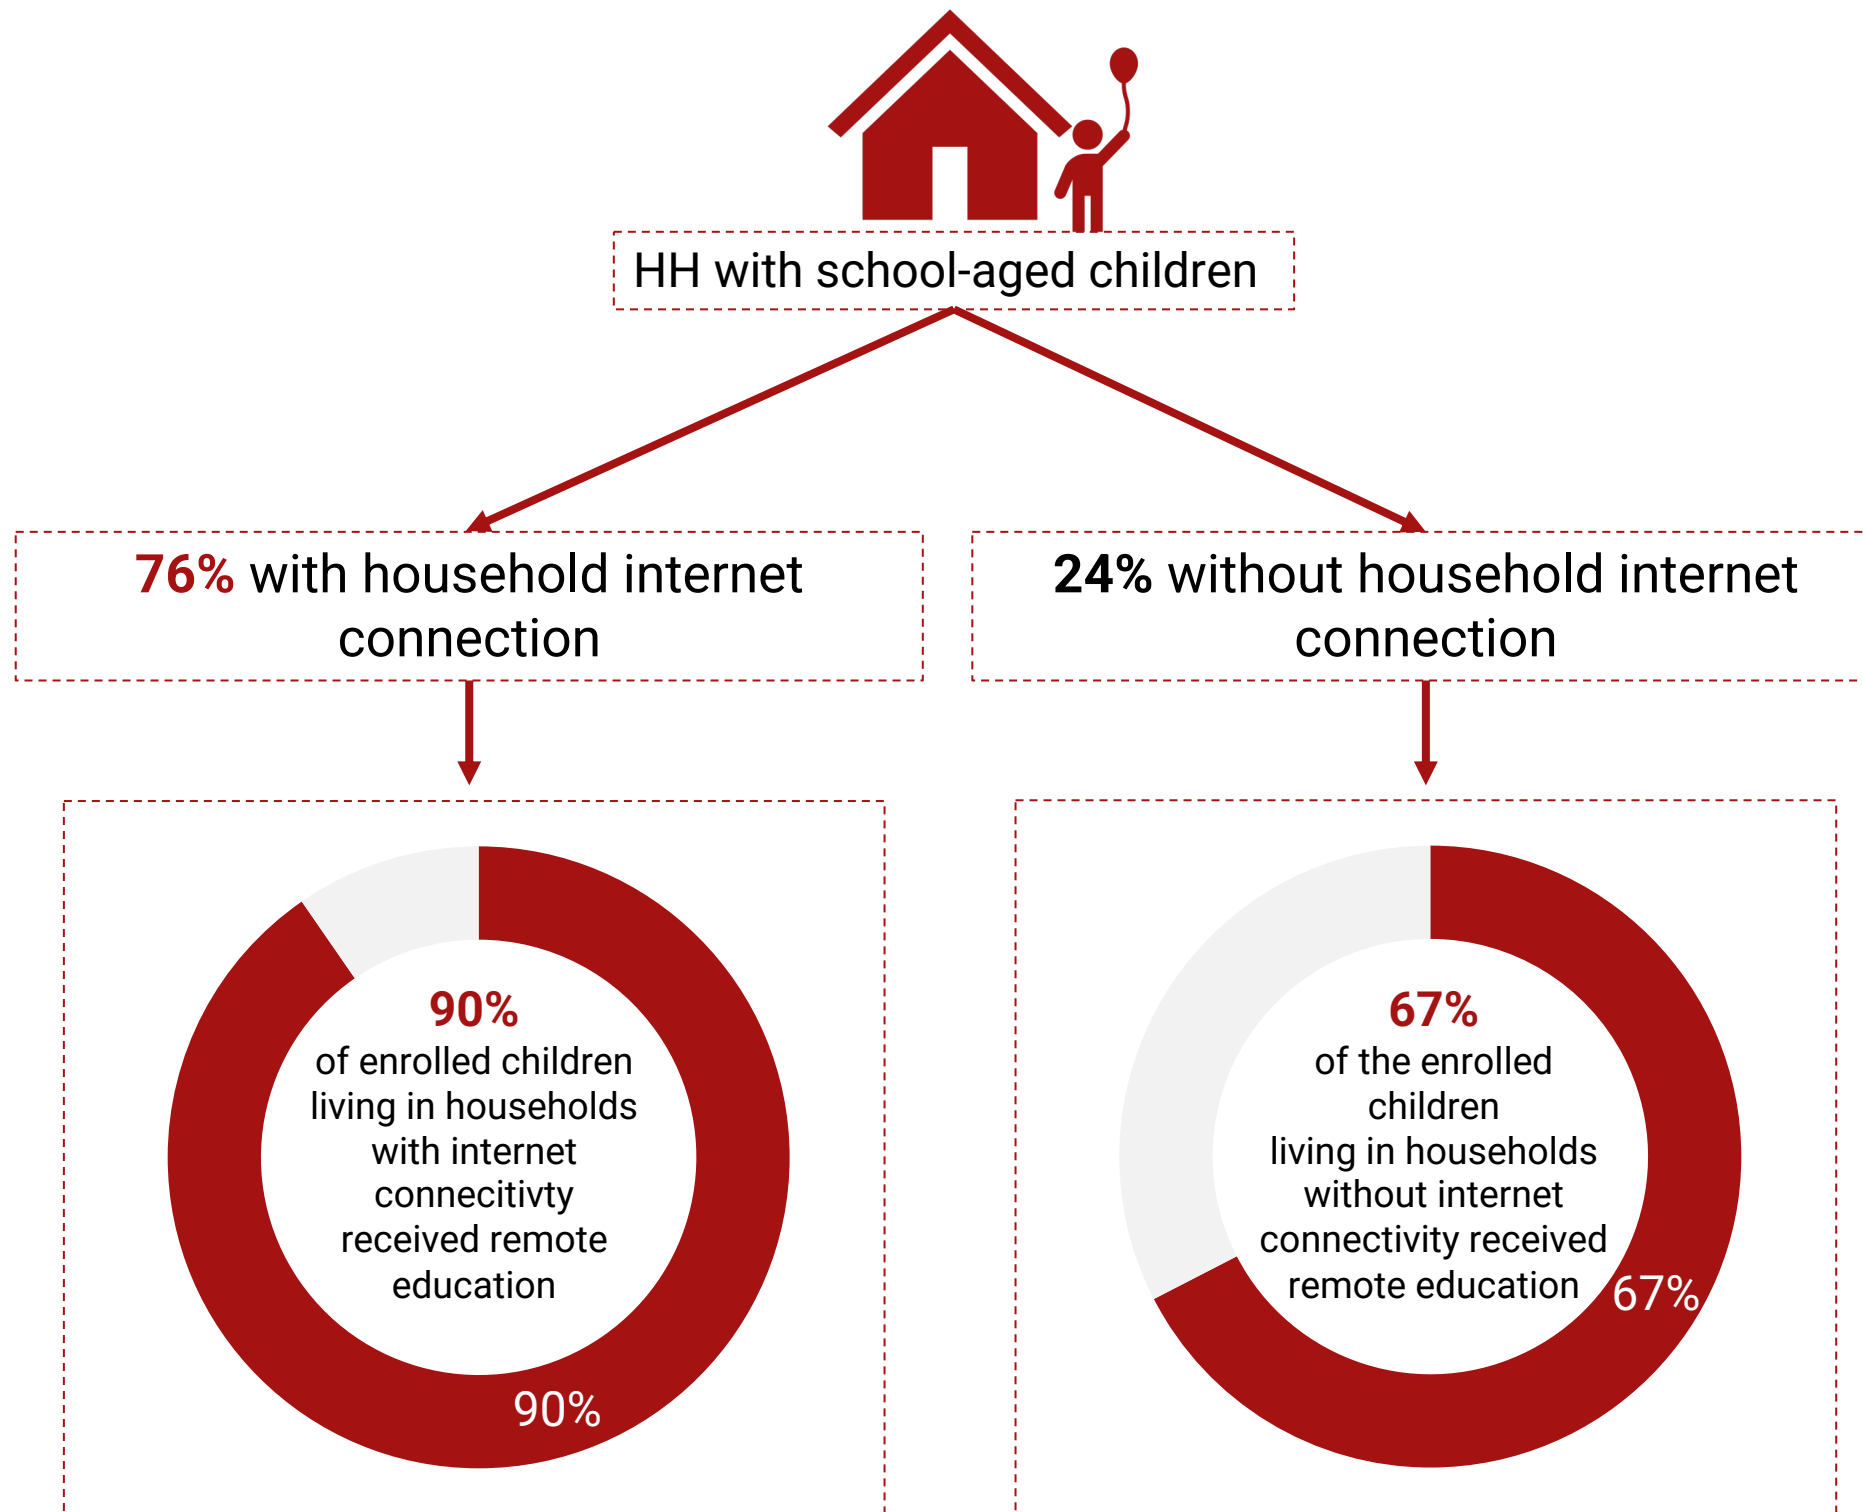 HH with school-aged children
76% with household internet
connection
24% without household internet
connection
90%
of enrolled children
living in households
with internet
connecitivty
received remote
education
90%
67%
of the enrolled
children
living in households
without internet
connectivity received
remote education
67%